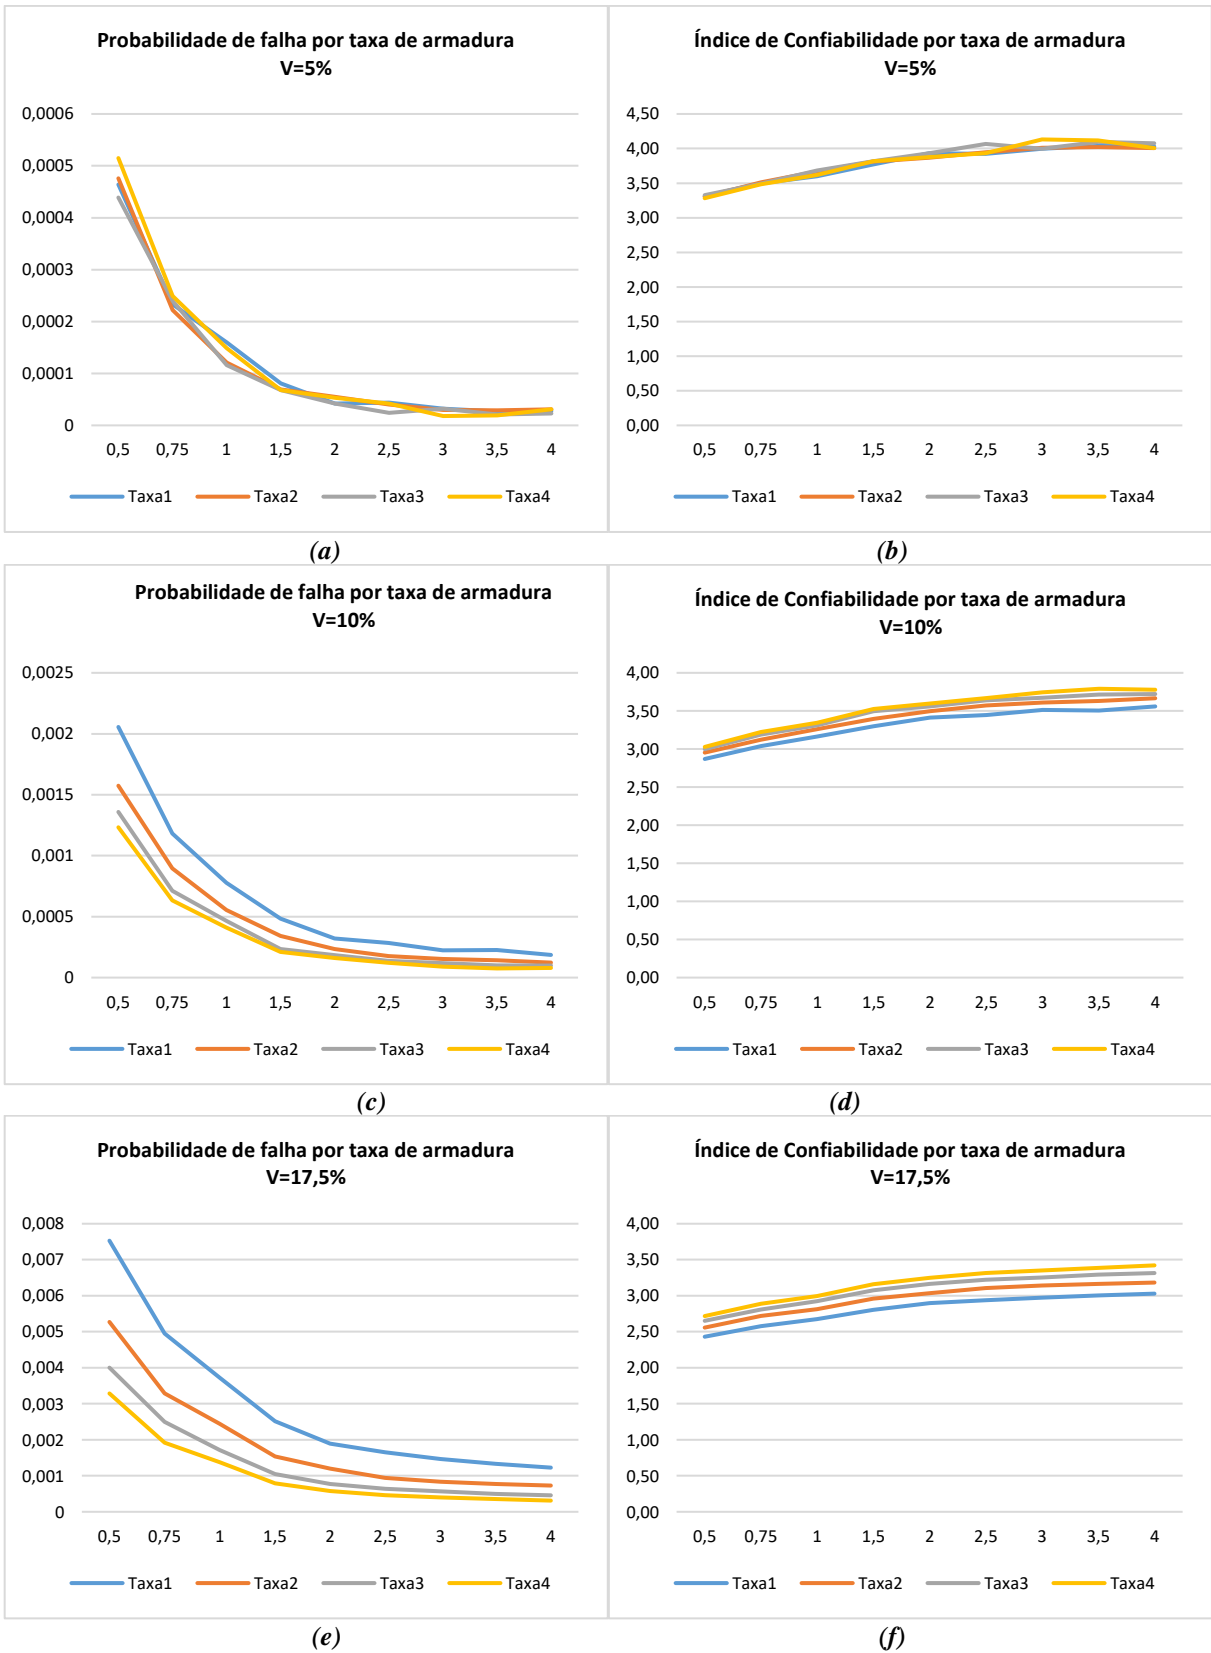 Probabilidade de falha por taxa de armadura
V=5%
0,0006
0,0005
0,0004
0,0003
0,0002
0,0001
0
0,5 0,75 1 1,5 2 2,5 3 3,5 4
Taxa1 Taxa2 Taxa3 Taxa4
Índice de Confiabilidade por taxa de armadura
V=5%
4,50
4,00
3,50
3,00
2,50
2,00
1,50
1,00
0,50
0,00
0,5 0,75 1 1,5 2 2,5 3 3,5 4
Taxa1 Taxa2 Taxa3 Taxa4
(a)
(b)
Probabilidade de falha por taxa de armadura
V=10%
0,0025
0,002
0,0015
0,001
0,0005
0
0,5 0,75 1 1,5 2 2,5 3 3,5 4
Taxa1 Taxa2 Taxa3 Taxa4
Índice de Confiabilidade por taxa de armadura
V=10%
4,00
3,50
3,00
2,50
2,00
1,50
1,00
0,50
0,00
0,5 0,75 1 1,5 2 2,5 3 3,5 4
Taxa1 Taxa2 Taxa3 Taxa4
(c)
(d)
Probabilidade de falha por taxa de armadura
V=17,5%
0,008
0,007
0,006
0,005
0,004
0,003
0,002
0,001
0
0,5 0,75 1 1,5 2 2,5 3 3,5 4
Taxa1 Taxa2 Taxa3 Taxa4
Índice de Confiabilidade por taxa de armadura
V=17,5%
4,00
3,50
3,00
2,50
2,00
1,50
1,00
0,50
0,00
0,5 0,75 1 1,5 2 2,5 3 3,5 4
Taxa1 Taxa2 Taxa3 Taxa4
(e)
(f)